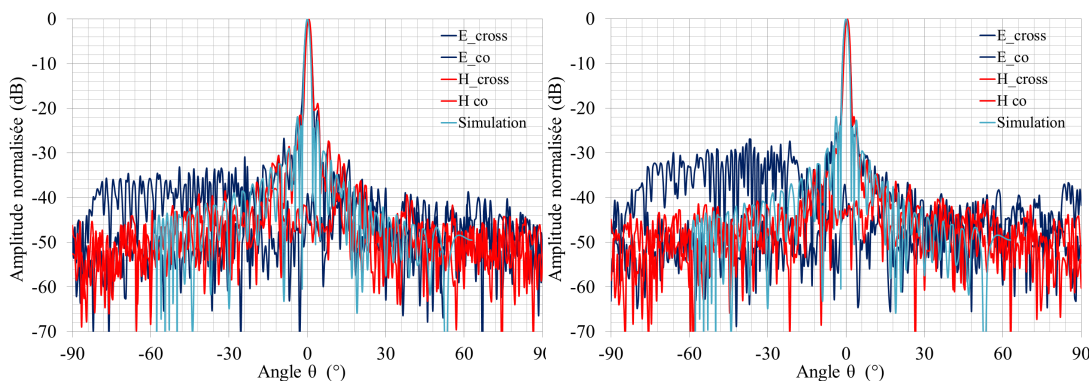 Amplitude normalisée (dB)
0
-10
-20
-30
-40
-50
-60
-70
E_cross
E_co
H_cross
H co
Simulation
-90
-60
-30
0
30
60
90
Angle θ (°)
Amplitude normalisée (dB)
0
-10
-20
-30
-40
-50
-60
-70
E_cross
E_co
H_cross
H co
Simulation
-90
-60
-30
0
30
60
90
Angle θ (°)